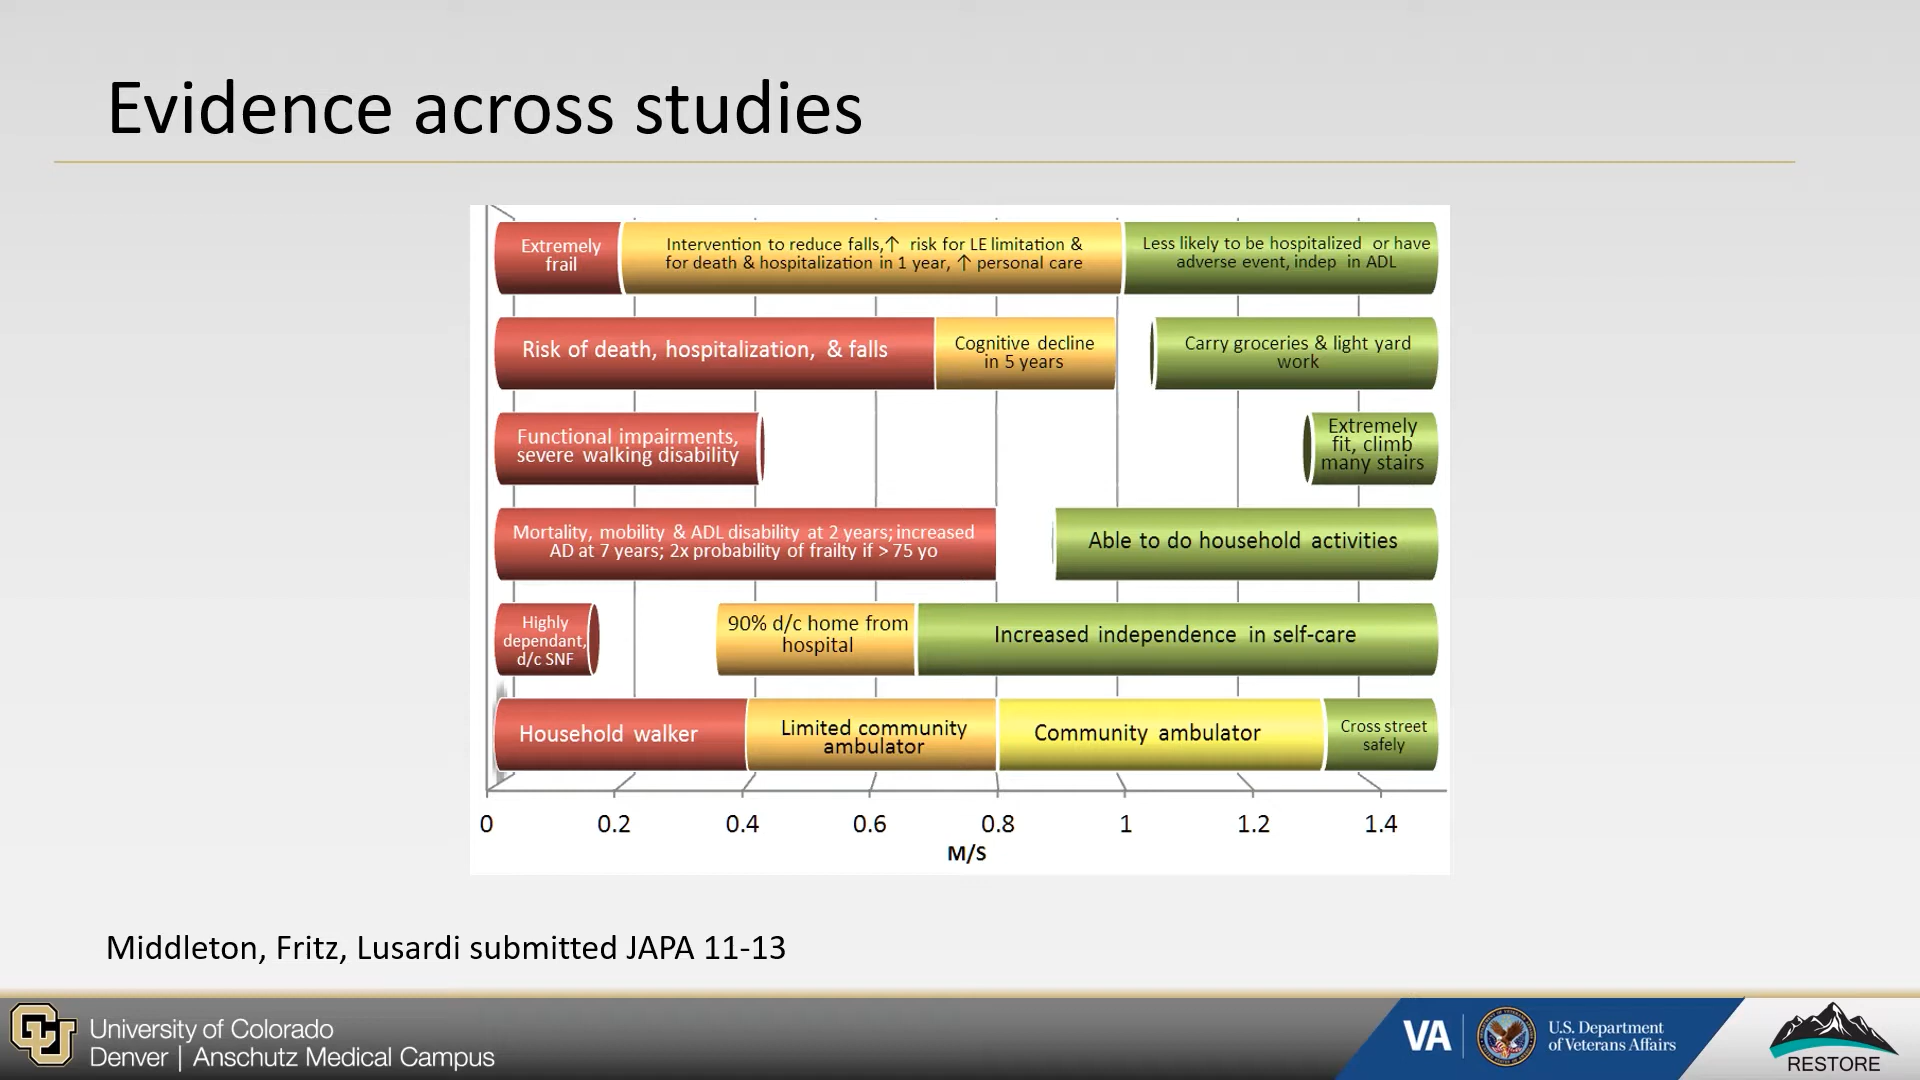 Evidence across studies
Extremely
frail
Intervention to reduce falls,↑ risk for LE limitation &
for death & hospitalization in 1 year, ↑ personal care
Less likely to be hospitalized or have
adverse event, indep in ADL
Risk of death, hospitalization, & falls
Cognitive decline
in 5 years
Carry groceries & light yard
work
Functional impairments,
severe walking disability
Extremely
fit, climb
many stairs
Mortality, mobility & ADL disability at 2 years; increased
AD at 7 years; 2x probability of frailty if > 75 yo
Able to do household activities
Highly
dependant,
d/c SNF
90% d/c home from
hospital
Increased independence in self-care
Household walker
Limited community
ambulator
Community ambulator
Cross street
safely
0 0.2 0.4 0.6 0.8 1 1.2 1.4
M/S
Middleton, Fritz, Lusardi submitted JAPA 11-13
University of Colorado
Denver | Anschutz Medical Campus
VA
U.S. Department
of Veterans Affairs
RESTORE